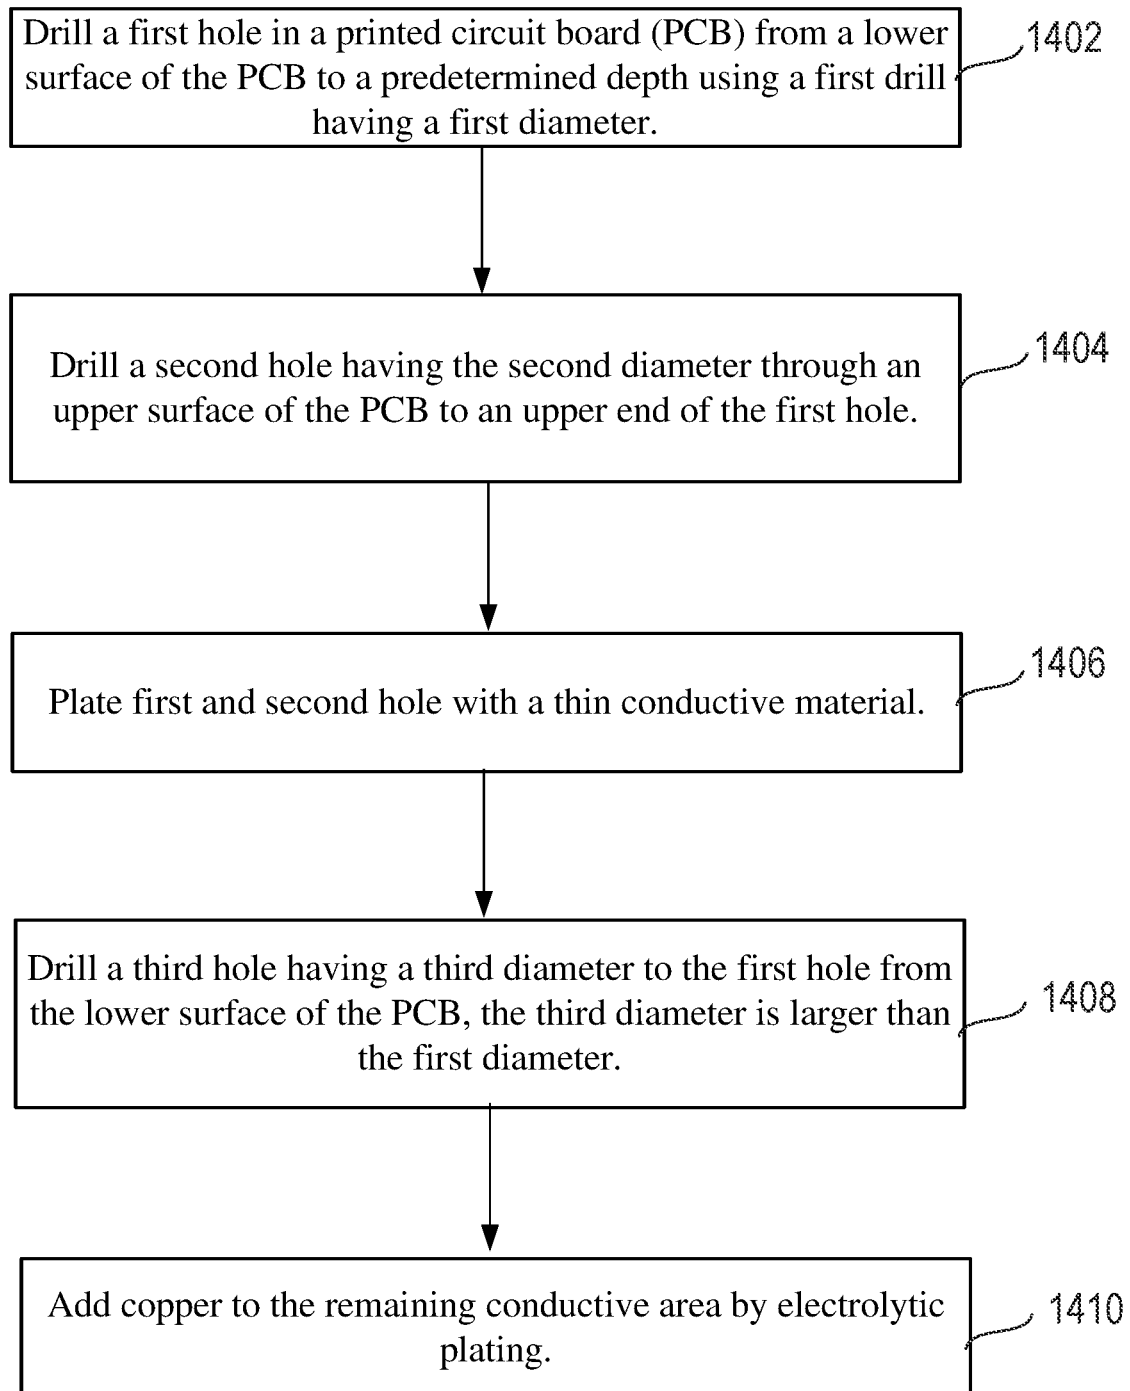 Drill a first hole in a printed circuit board (PCB) from a lower
surface of the PCB to a predetermined depth using a first drill
having a first diameter.
1402
Drill a second hole having the second diameter through an
upper surface of the PCB to an upper end of the first hole.
1404
Plate first and second hole with a thin conductive material.
1406
Drill a third hole having a third diameter to the first hole from
the lower surface of the PCB, the third diameter is larger than
the first diameter.
1408
Add copper to the remaining conductive area by electrolytic
plating.
1410